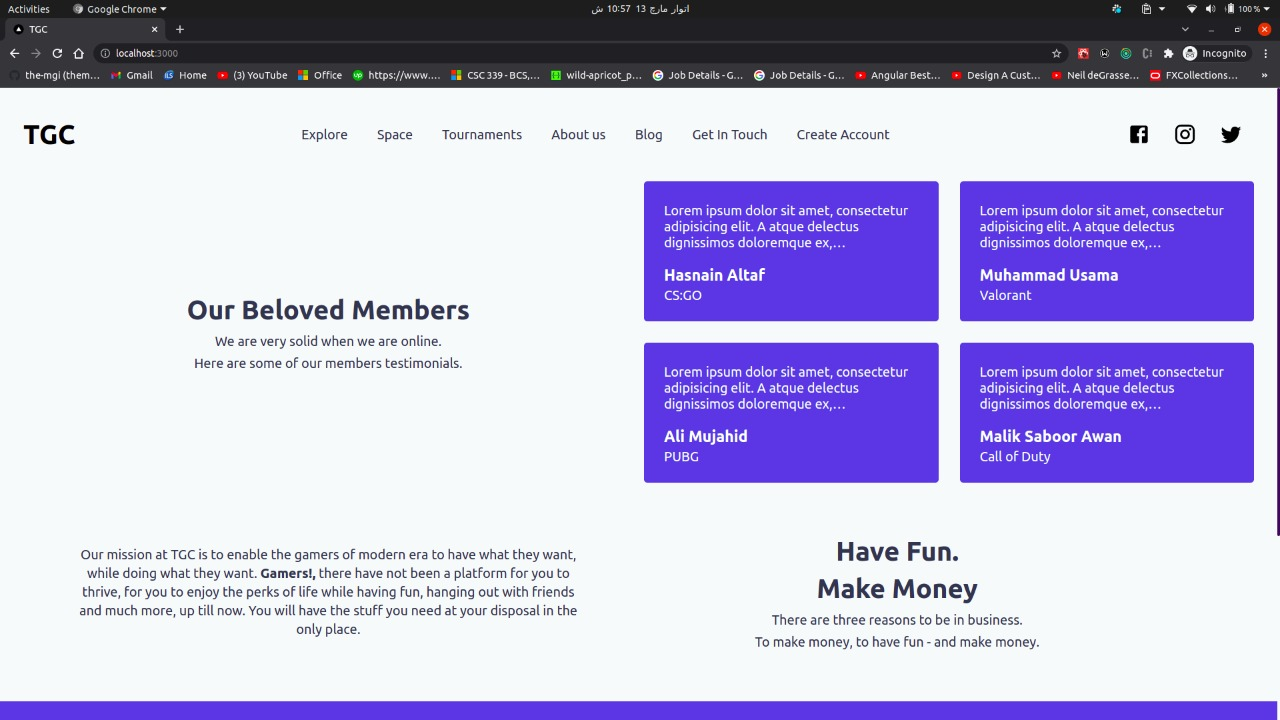 Activities
Google Chrome
اتوار مارچ 13 10:57 ش
100 %
TGC
localhost:3000
Incognito
the-mgi (them…
Gmail
Home
(3) YouTube
Office
https://www.…
CSC 339 - BCS,…
wild-apricot_p…
Job Details - G…
Job Details - G…
Angular Best…
Design A Cust…
Neil deGrasse…
FXCollections…
»
TGC
Explore
Space
Tournaments
About us
Blog
Get In Touch
Create Account
Our Beloved Members
We are very solid when we are online.
Here are some of our members testimonials.
Lorem ipsum dolor sit amet, consectetur
adipisicing elit. A atque delectus
dignissimos doloremque ex,…
Hasnain Altaf
CS:GO
Lorem ipsum dolor sit amet, consectetur
adipisicing elit. A atque delectus
dignissimos doloremque ex,…
Muhammad Usama
Valorant
Lorem ipsum dolor sit amet, consectetur
adipisicing elit. A atque delectus
dignissimos doloremque ex,…
Ali Mujahid
PUBG
Lorem ipsum dolor sit amet, consectetur
adipisicing elit. A atque delectus
dignissimos doloremque ex,…
Malik Saboor Awan
Call of Duty
Our mission at TGC is to enable the gamers of modern era to have what they want,
while doing what they want. Gamers!, there have not been a platform for you to
thrive, for you to enjoy the perks of life while having fun, hanging out with friends
and much more, up till now. You will have the stuff you need at your disposal in the
only place.
Have Fun.
Make Money
There are three reasons to be in business.
To make money, to have fun - and make money.